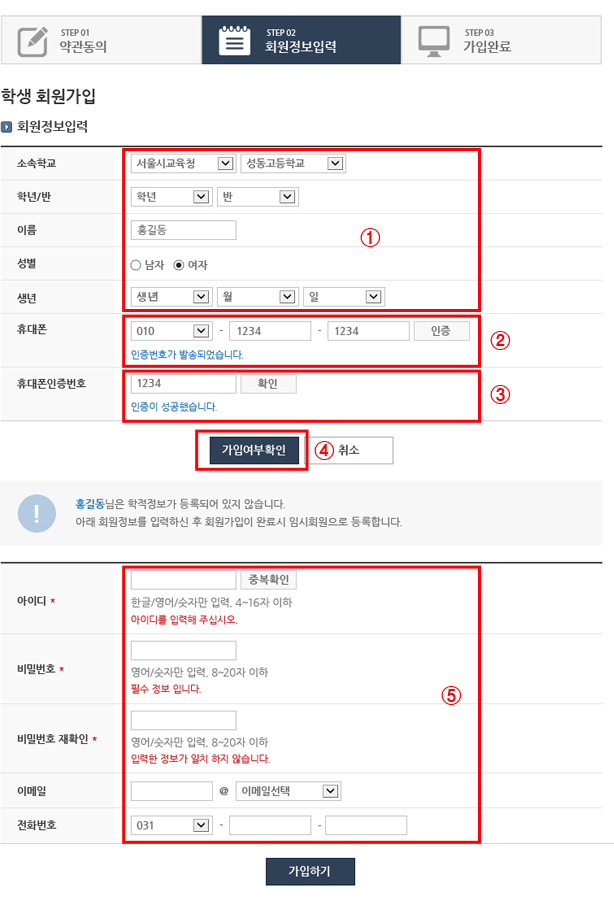 STEP 01
약관동의
STEP 02
회원정보입력
STEP 03
가입완료
학생 회원가입
회원정보입력
소속학교 서울시교육청 성동고등학교
학년/반 학년 반
이름 홍길동
①
성별 남자 여자
생년 생년 월 일
휴대폰 010 - 1234 - 1234 인증
②
인증번호가 발송되었습니다.
휴대폰인증번호 1234 확인
③
인증이 성공했습니다.
가입여부확인 ④ 취소
!
홍길동님은 학적정보가 등록되어 있지 않습니다.
아래 회원정보를 입력하신 후 회원가입이 완료시 임시회원으로 등록합니다.
중복확인
아이디 * 한글/영어/숫자만 입력, 4~16자 이하
아이디를 입력해 주십시오.
비밀번호 * 영어/숫자만 입력, 8~20자 이하
필수 정보 입니다.
⑤
비밀번호 재확인 * 영어/숫자만 입력, 8~20자 이하
입력한 정보가 일치 하지 않습니다.
이메일 @ 이메일선택
전화번호 031 - -
가입하기